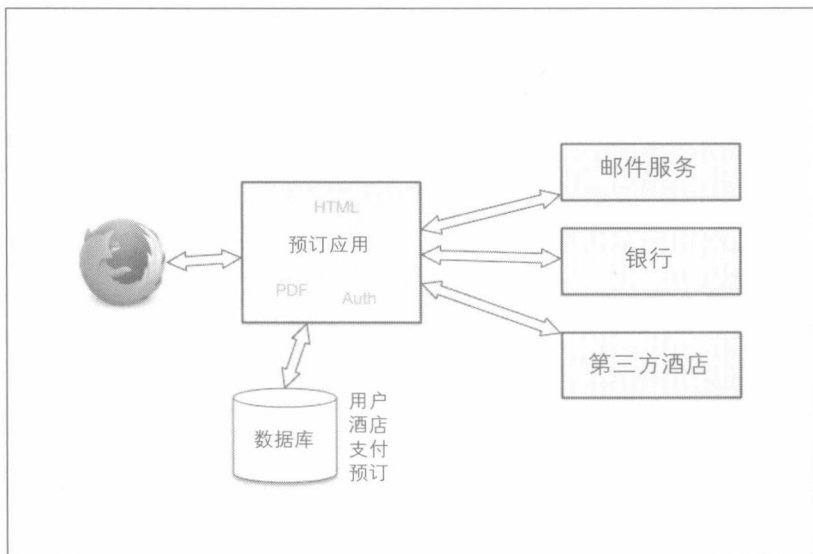 HTML
预订应用
PDF
Auth
邮件服务
银行
第三方酒店
数据库
用户
酒店
支付
预订